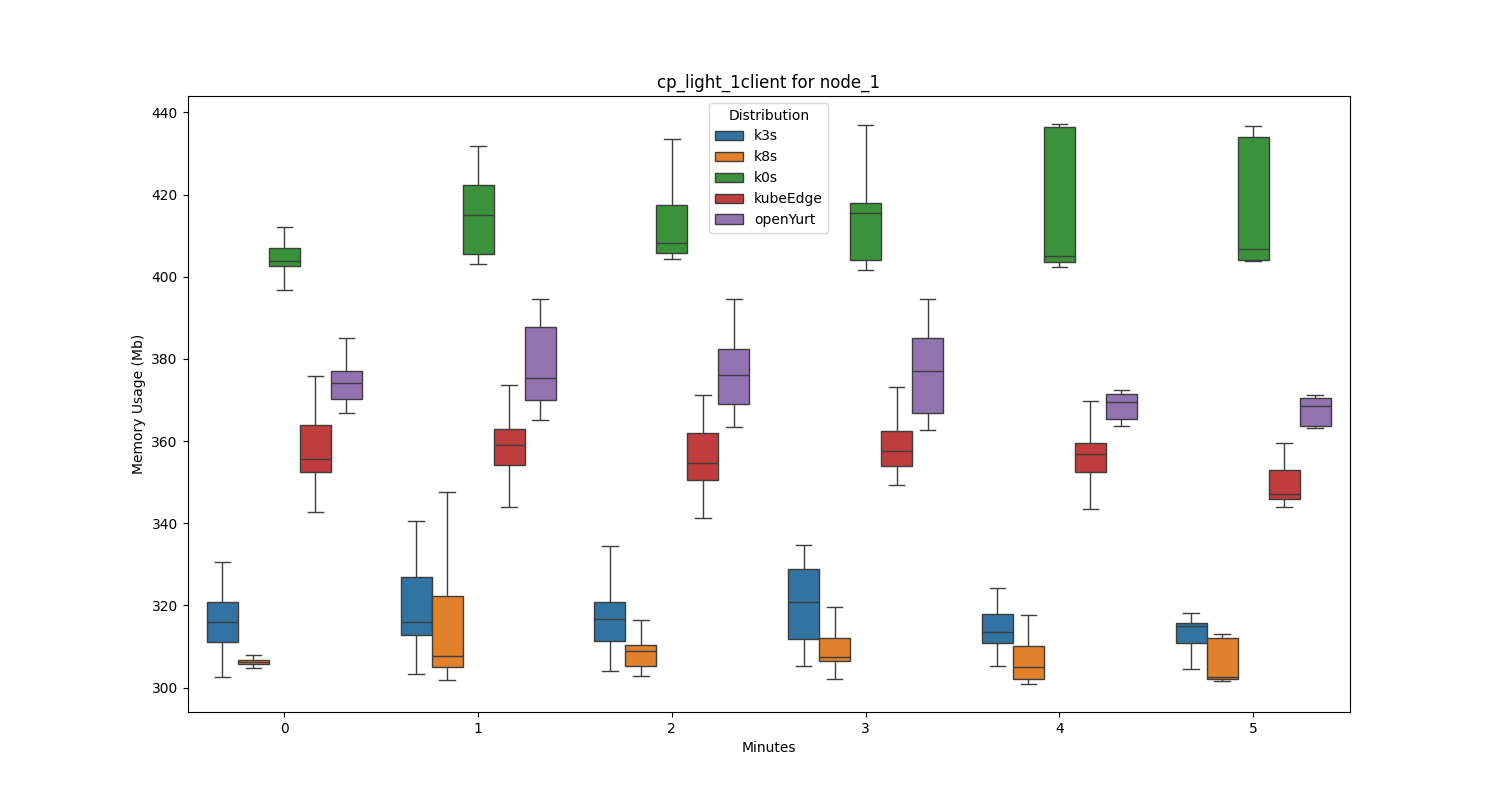 cp_light_1client for node_1
Distribution
k3s
k8s
k0s
kubeEdge
openYurt
Memory Usage (Mb)
440
420
400
380
360
340
320
300
0 1 2 3 4 5
Minutes